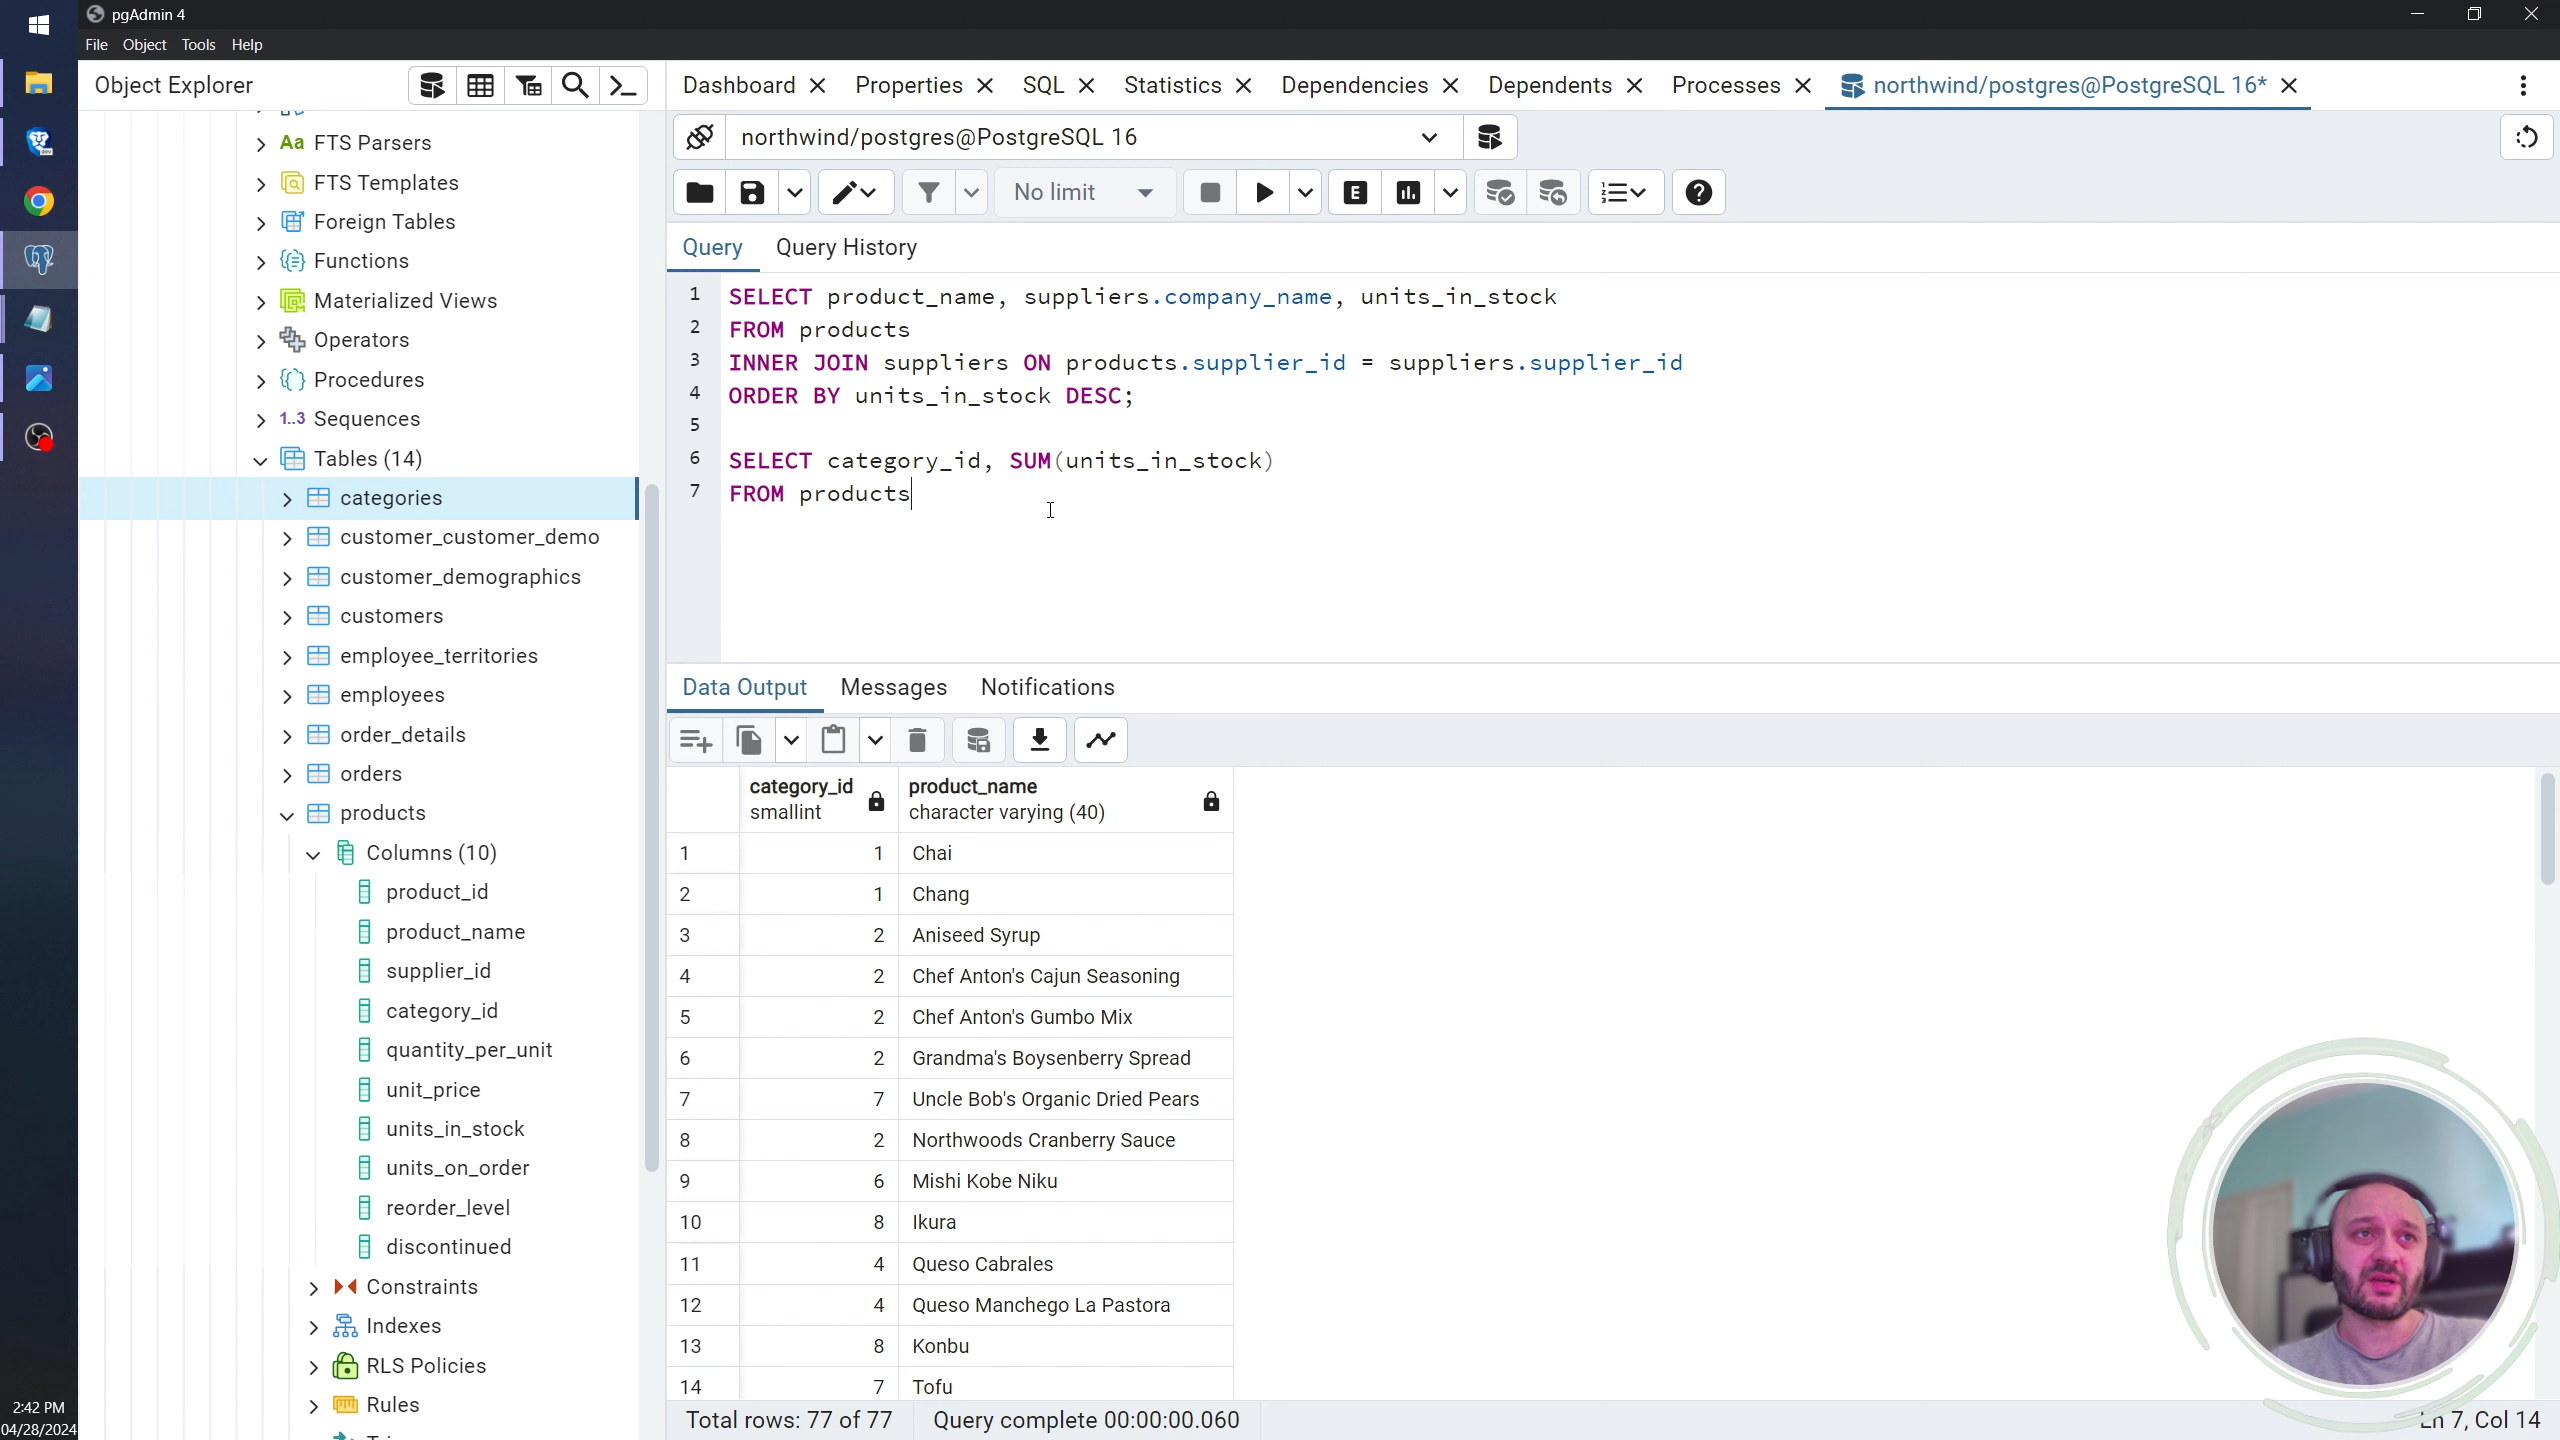 pgAdmin 4
File Object Tools Help
Object Explorer
Dashboard Properties SQL Statistics Dependencies Dependents Processes northwind/postgres@PostgreSQL 16*
northwind/postgres@PostgreSQL 16
No limit
E
Query Query History
1 SELECT product_name, suppliers.company_name, units_in_stock
2 FROM products
3 INNER JOIN suppliers ON products.supplier_id = suppliers.supplier_id
4 ORDER BY units_in_stock DESC;
5
6 SELECT category_id, SUM(units_in_stock)
7 FROM products
Aa FTS Parsers
FTS Templates
Foreign Tables
Functions
Materialized Views
Operators
Procedures
1..3 Sequences
Tables (14)
categories
customer_customer_demo
customer_demographics
customers
employee_territories
employees
order_details
orders
products
Columns (10)
product_id
product_name
supplier_id
category_id
quantity_per_unit
unit_price
units_in_stock
units_on_order
reorder_level
discontinued
Constraints
Indexes
RLS Policies
Rules
Data Output Messages Notifications
category_id product_name
smallint character varying (40)
1 1 Chai
2 1 Chang
3 2 Aniseed Syrup
4 2 Chef Anton's Cajun Seasoning
5 2 Chef Anton's Gumbo Mix
6 2 Grandma's Boysenberry Spread
7 7 Uncle Bob's Organic Dried Pears
8 2 Northwoods Cranberry Sauce
9 6 Mishi Kobe Niku
10 8 Ikura
11 4 Queso Cabrales
12 4 Queso Manchego La Pastora
13 8 Konbu
14 7 Tofu
Total rows: 77 of 77 Query complete 00:00:00.060
Ln 7, Col 14
2:42 PM
04/28/2024